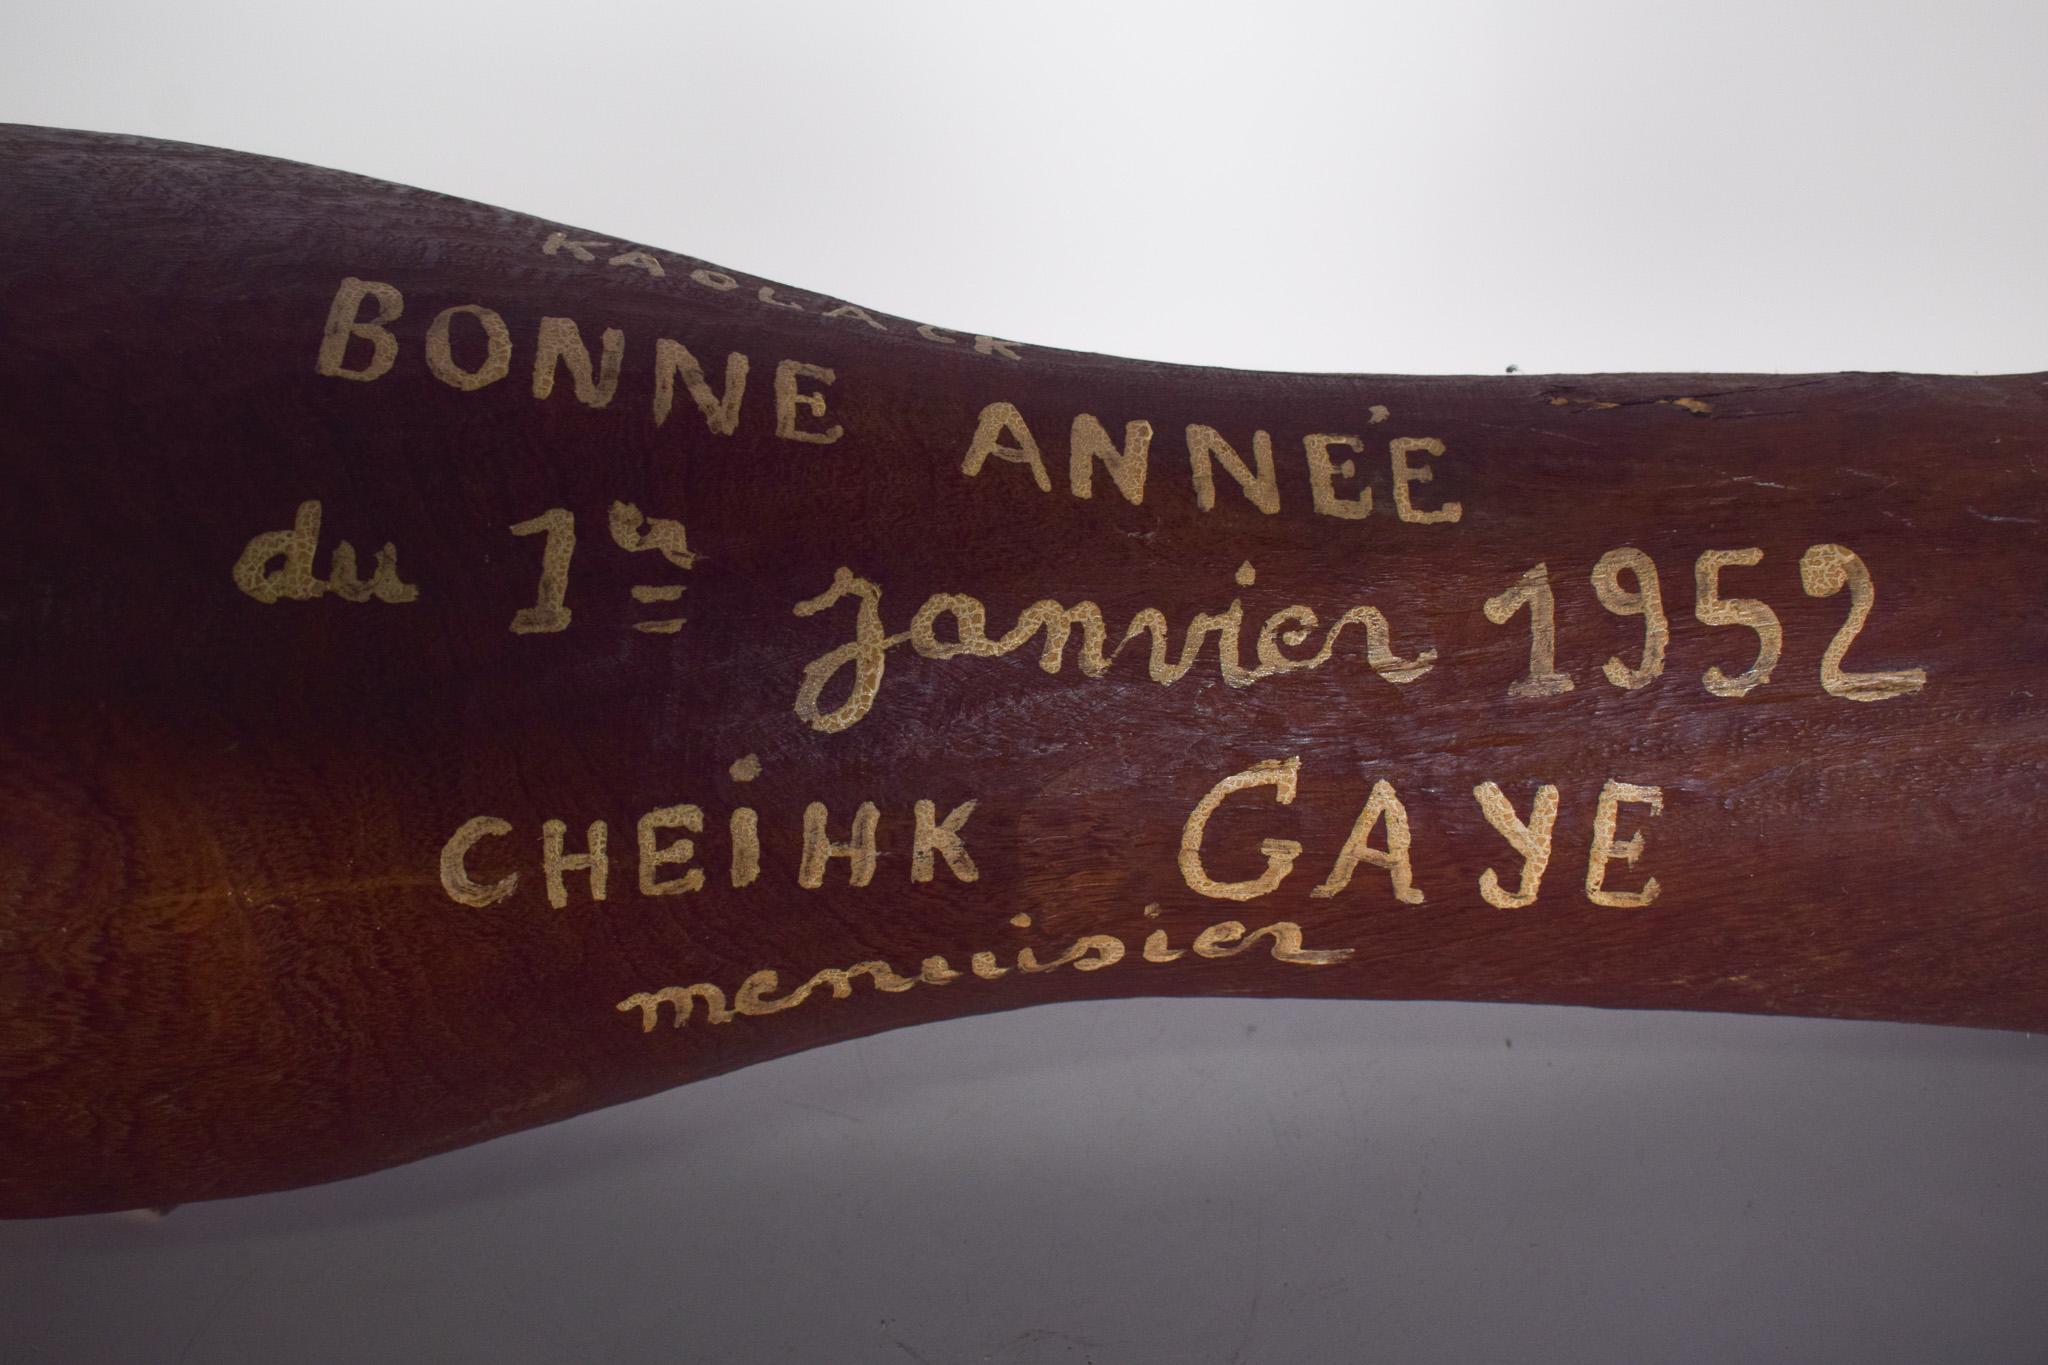 KAOLACK
BONNE ANNÉE
du 1er janvier 1952
CHEIHK GAYE
menuisier